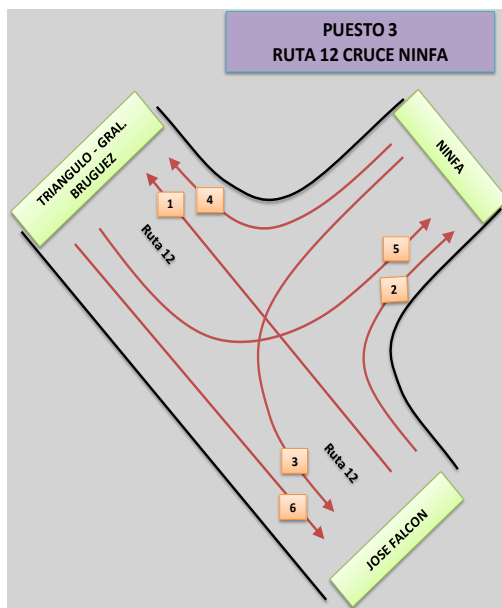 PUESTO 3
RUTA 12 CRUCE NINFA
TRIANGULO - GRAL.
BRUGUEZ
NINFA
1
4
Ruta 12
5
2
3
Ruta 12
6
JOSE FALCON